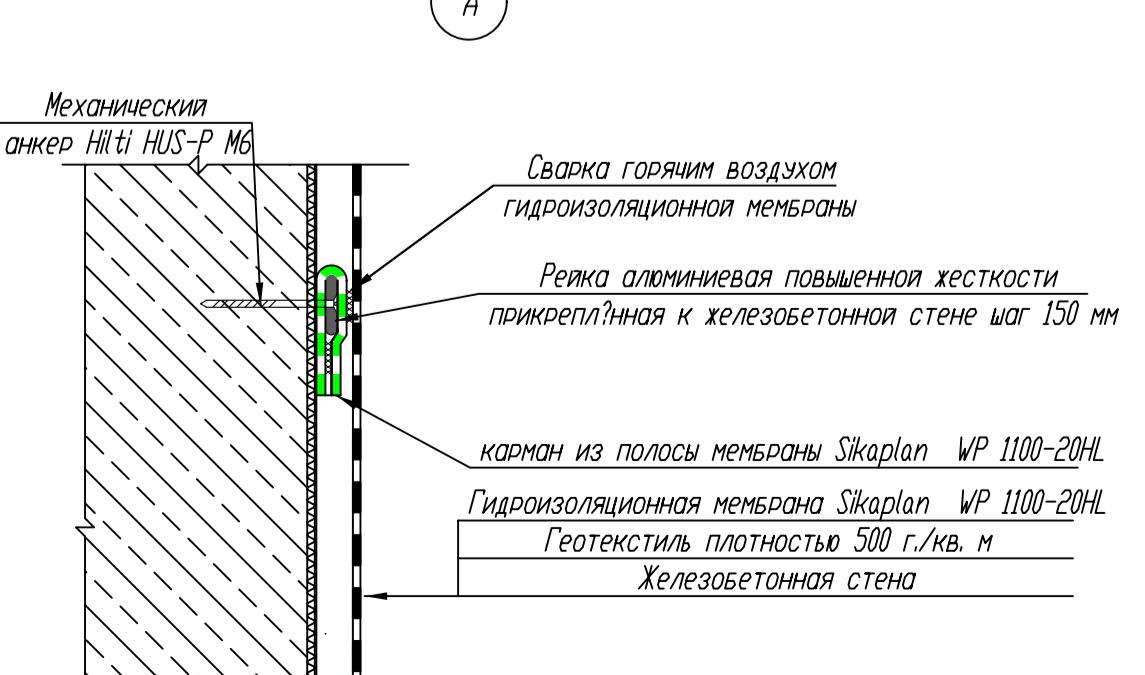 А
Механический
анкер Hilti HUS-P M6
Сварка горячим воздухом
гидроизоляционной мембраны
Рейка алюминиевая повышенной жесткости
прикрепл?нная к железобетонной стене шаг 150 мм
карман из полосы мембраны Sikaplan WP 1100-20HL
Гидроизоляционная мембрана Sikaplan WP 1100-20HL
Геотекстиль плотностью 500 г./кв. м
Железобетонная стена